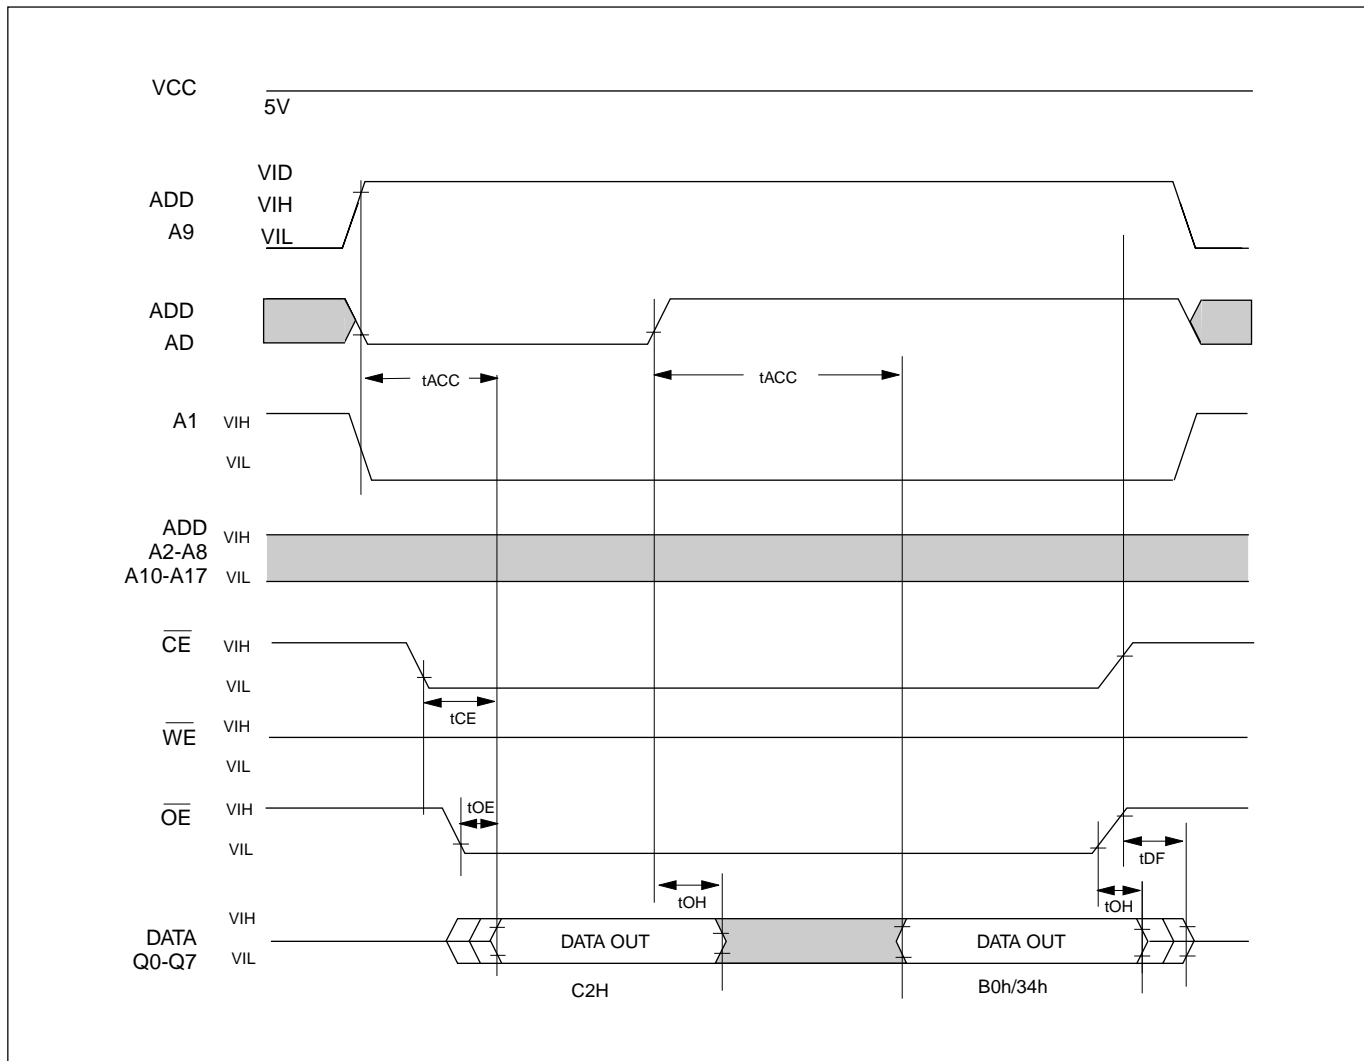 VCC
5V
VID
ADD
VIH
A9
VIL
ADD
AD
tACC
tACC
A1
VIH
VIL
ADD
VIH
A2-A8
A10-A17
VIL
CE
VIH
VIL
tCE
WE
VIH
VIL
OE
VIH
tOE
VIL
tDF
tOH
tOH
VIH
DATA
Q0-Q7
VIL
DATA OUT
DATA OUT
C2H
B0h/34h